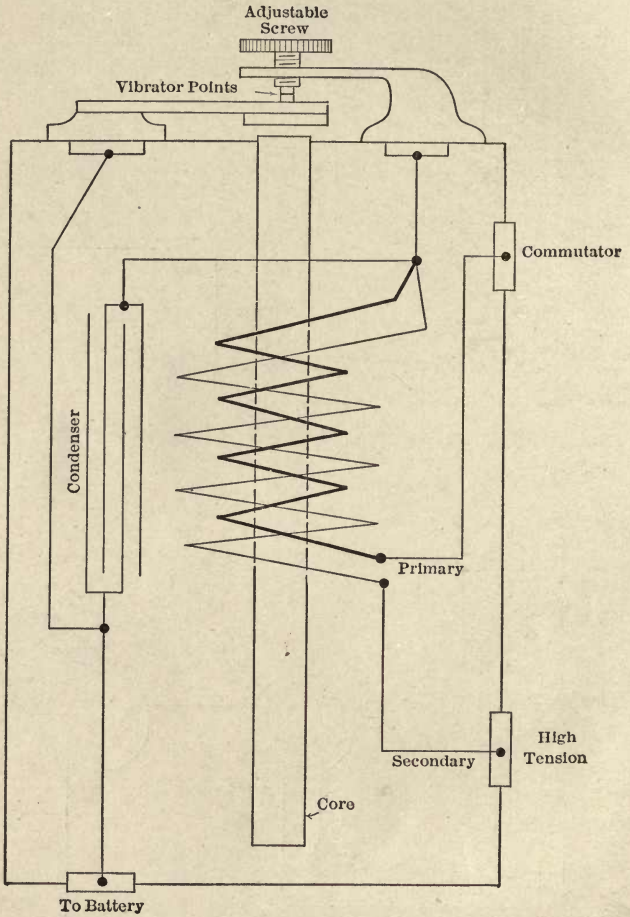 Adjustable
Screw
Vibrator Points
Commutator
Condenser
Primary
High
Tension
Secondary
Core
To Battery